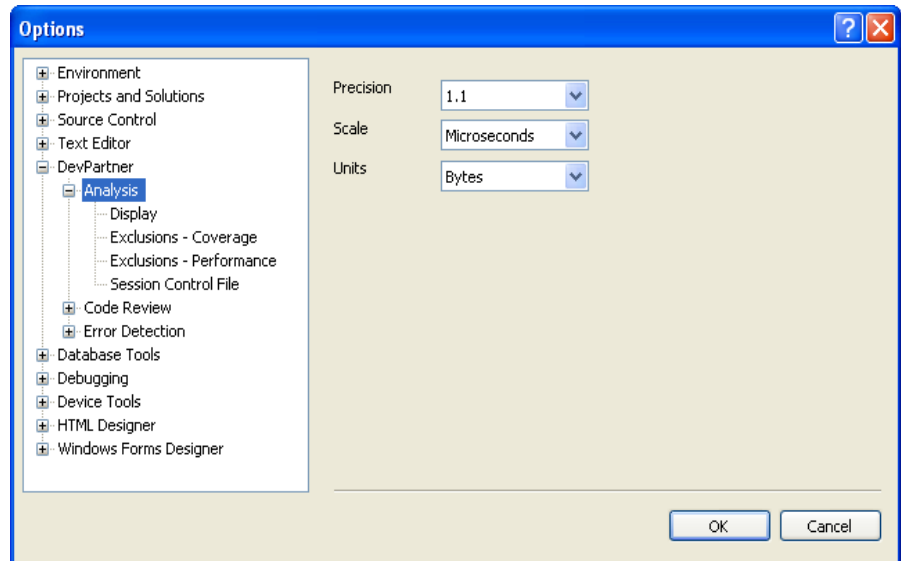 Options
Environment
Projects and Solutions
Source Control
Text Editor
DevPartner
Analysis
Display
Exclusions - Coverage
Exclusions - Performance
Session Control File
Code Review
Error Detection
Database Tools
Debugging
Device Tools
HTML Designer
Windows Forms Designer
Precision 1.1
Scale Microseconds
Units Bytes
OK Cancel